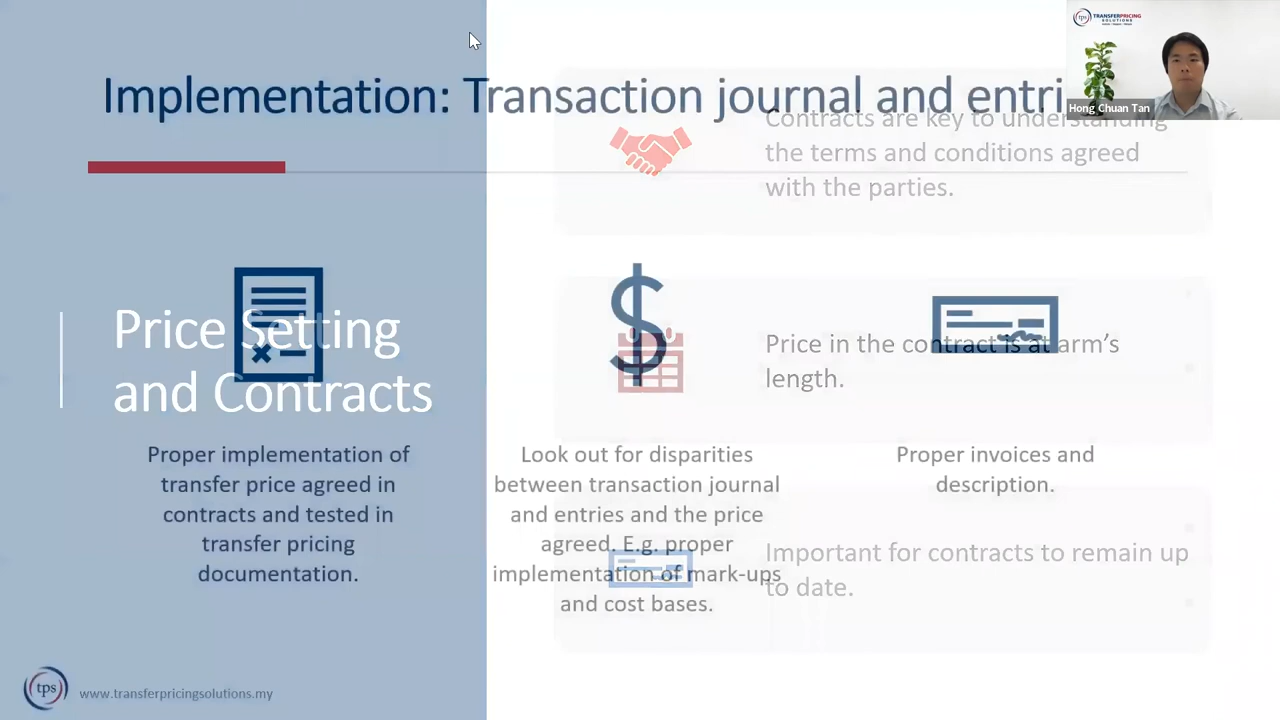 Implementation: Transaction journal and entri
TRANSFERPRICING
SOLUTIONS
tps
Hong Chuan Tan
Contracts are key to understanding
the terms and conditions agreed
with the parties.
Price Setting
and Contracts
Price in the contract is at arm's
length.
Proper implementation of
transfer price agreed in
contracts and tested in
transfer pricing
documentation.
Look out for disparities
between transaction journal
and entries and the price
agreed. E.g. proper
implementation of mark-ups
and cost bases.
Proper invoices and
description.
Important for contracts to remain up
to date.
tps
www.transferpricingsolutions.my